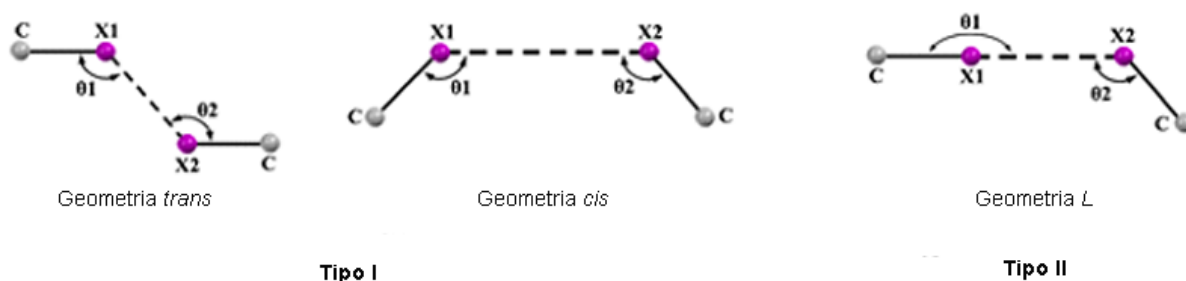 C X1 θ1 θ2 X2 C
X1 X2 θ1 θ2 C C
θ1 X2 C X1 θ2 C
Geometria trans Geometria cis Geometria L
Tipo I Tipo II